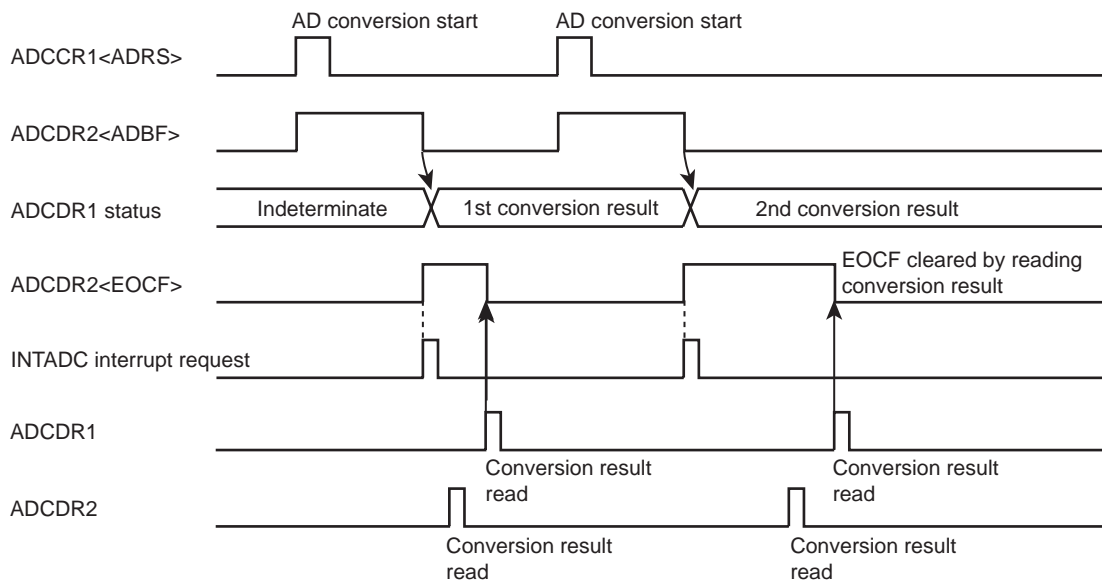 AD conversion start
AD conversion start
ADCCR1<ADRS>
ADCDR2<ADBF>
ADCDR1 status
Indeterminate
1st conversion result
2nd conversion result
ADCDR2<EOCF>
EOCF cleared by reading
conversion result
INTADC interrupt request
ADCDR1
Conversion result
read
Conversion result
read
ADCDR2
Conversion result
read
Conversion result
read